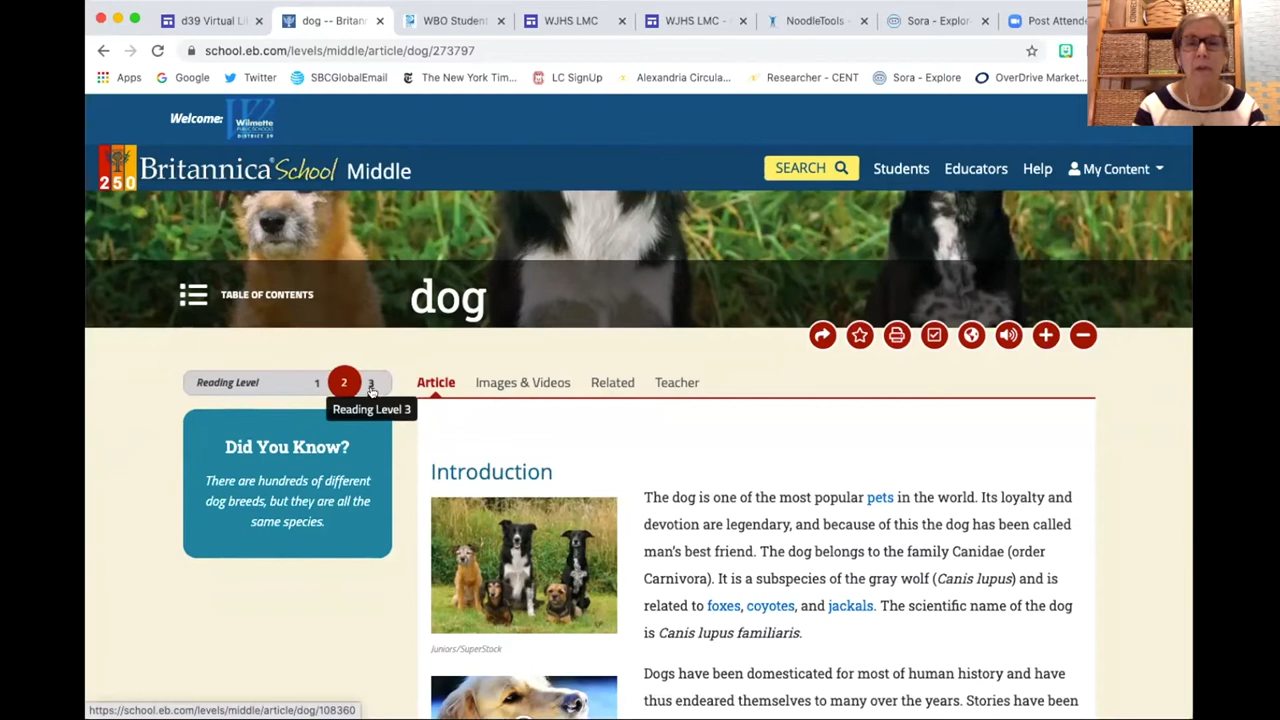 d39 Virtual Li
dog -- Britan
WBO Student
WJHS LMC
WJHS LMC -
NoodleTools -
Sora - Explor
Post Attende
school.eb.com/levels/middle/article/dog/273797
Apps
Google
Twitter
SBCGlobalEmail
The New York Tim...
LC SignUp
Alexandria Circula...
Researcher - CENT
Sora - Explore
OverDrive Market...
Welcome:
Wilmette
PUBLIC SCHOOLS
DISTRICT 39
250
Britannica School Middle
SEARCH
Students
Educators
Help
My Content
TABLE OF CONTENTS
dog
Reading Level 1 2 3
Reading Level 3
Article
Images & Videos
Related
Teacher
Did You Know?
There are hundreds of different
dog breeds, but they are all the
same species.
Introduction
Juniors/SuperStock
The dog is one of the most popular pets in the world. Its loyalty and
devotion are legendary, and because of this the dog has been called
man's best friend. The dog belongs to the family Canidae (order
Carnivora). It is a subspecies of the gray wolf (Canis lupus) and is
related to foxes, coyotes, and jackals. The scientific name of the dog
is Canis lupus familiaris.
Dogs have been domesticated for most of human history and have
thus endeared themselves to many over the years. Stories have been
https://school.eb.com/levels/middle/article/dog/108360